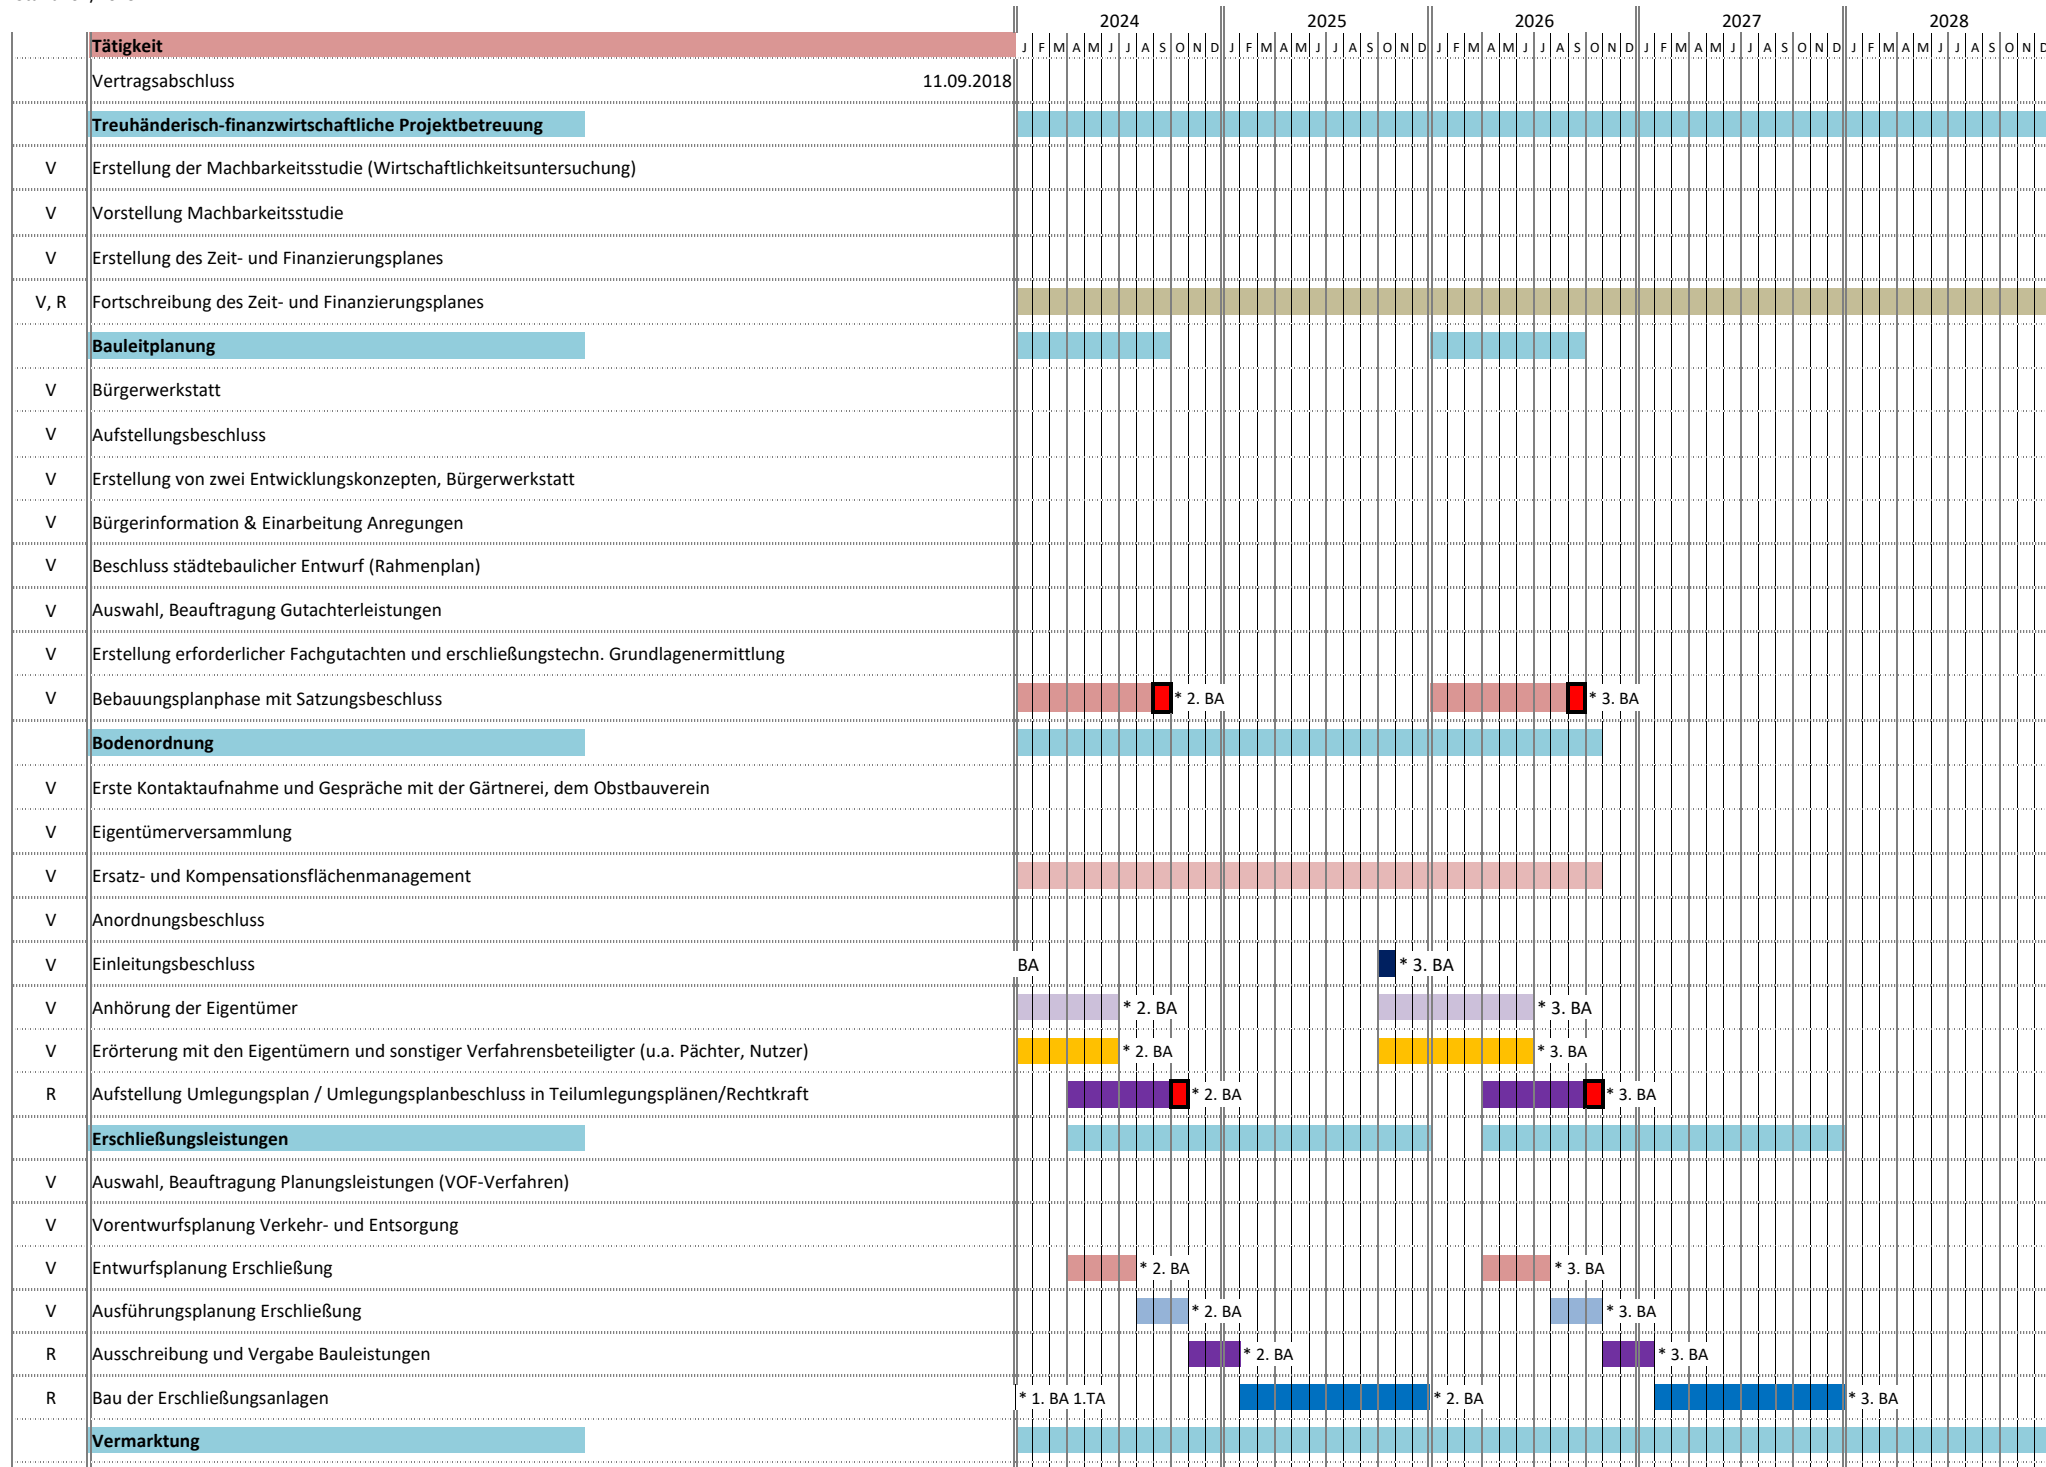 2024 2025 2026 2027 2028
Tätigkeit J F M A M J J A S O N D J F M A M J J A S O N D J F M A M J J A S O N D J F M A M J J A S O N D J F M A M J J A S O N D
Vertragsabschluss 11.09.2018
Treuhänderisch-finanzwirtschaftliche Projektbetreuung
V Erstellung der Machbarkeitsstudie (Wirtschaftlichkeitsuntersuchung)
V Vorstellung Machbarkeitsstudie
V Erstellung des Zeit- und Finanzierungsplanes
V, R Fortschreibung des Zeit- und Finanzierungsplanes
Bauleitplanung
V Bürgerwerkstatt
V Aufstellungsbeschluss
V Erstellung von zwei Entwicklungskonzepten, Bürgerwerkstatt
V Bürgerinformation & Einarbeitung Anregungen
V Beschluss städtebaulicher Entwurf (Rahmenplan)
V Auswahl, Beauftragung Gutachterleistungen
V Erstellung erforderlicher Fachgutachten und erschließungstechn. Grundlagenermittlung
V Bebauungsplanphase mit Satzungsbeschluss * 2. BA * 3. BA
Bodenordnung
V Erste Kontaktaufnahme und Gespräche mit der Gärtnerei, dem Obstbauverein
V Eigentümerversammlung
V Ersatz- und Kompensationsflächenmanagement
V Anordnungsbeschluss
V Einleitungsbeschluss BA * 3. BA
V Anhörung der Eigentümer * 2. BA * 3. BA
V Erörterung mit den Eigentümern und sonstiger Verfahrensbeteiligter (u.a. Pächter, Nutzer) * 2. BA * 3. BA
R Aufstellung Umlegungsplan / Umlegungsplanbeschluss in Teilumlegungsplänen/Rechtkraft * 2. BA * 3. BA
Erschließungsleistungen
V Auswahl, Beauftragung Planungsleistungen (VOF-Verfahren)
V Vorentwurfsplanung Verkehr- und Entsorgung
V Entwurfsplanung Erschließung * 2. BA * 3. BA
V Ausführungsplanung Erschließung * 2. BA * 3. BA
R Ausschreibung und Vergabe Bauleistungen * 2. BA * 3. BA
R Bau der Erschließungsanlagen * 1. BA 1.TA * 2. BA * 3. BA
Vermarktung